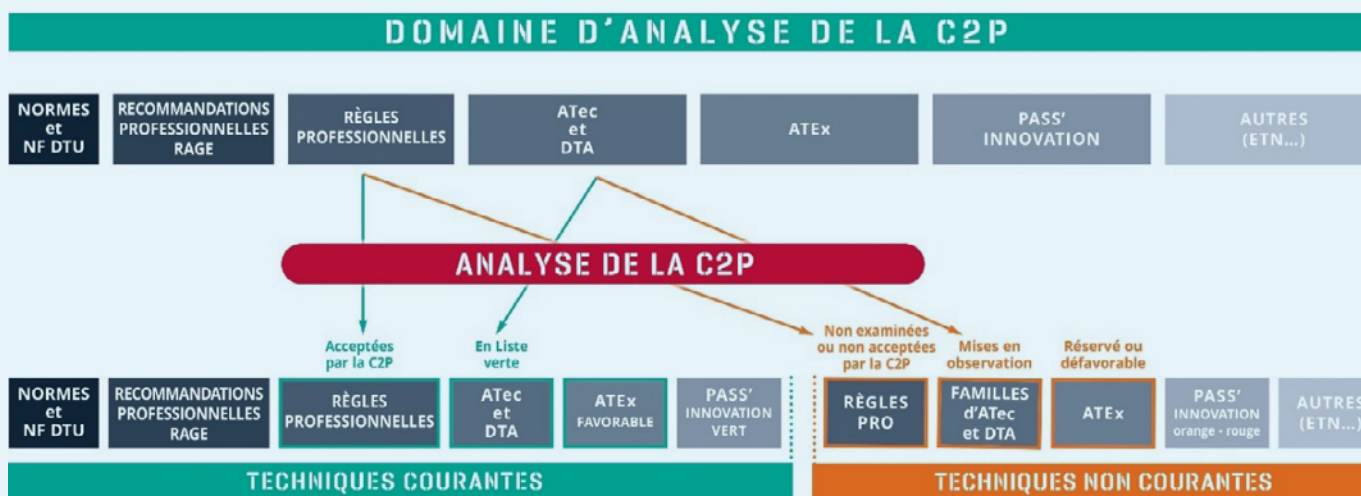 DOMAINE D'ANALYSE DE LA C2P
NORMES
et
NF DTU
RECOMMANDATIONS
PROFESSIONNELLES
RAGE
RÈGLES
PROFESSIONNELLES
ATec
et
DTA
ATEx
PASS'
INNOVATION
AUTRES
(ETN...)
ANALYSE DE LA C2P
Acceptées
par la C2P
En Liste
verte
Non examinées
ou non acceptées
par la C2P
Mises en
observation
Réservé ou
défavorable
NORMES
et
NF DTU
RECOMMANDATIONS
PROFESSIONNELLES
RAGE
RÈGLES
PROFESSIONNELLES
ATec
et
DTA
ATEx
FAVORABLE
PASS'
INNOVATION
VERT
RÈGLES
PRO
FAMILLES
d'ATec
et DTA
ATEx
PASS'
INNOVATION
orange - rouge
AUTRES
(ETN...)
TECHNIQUES COURANTES
TECHNIQUES NON COURANTES